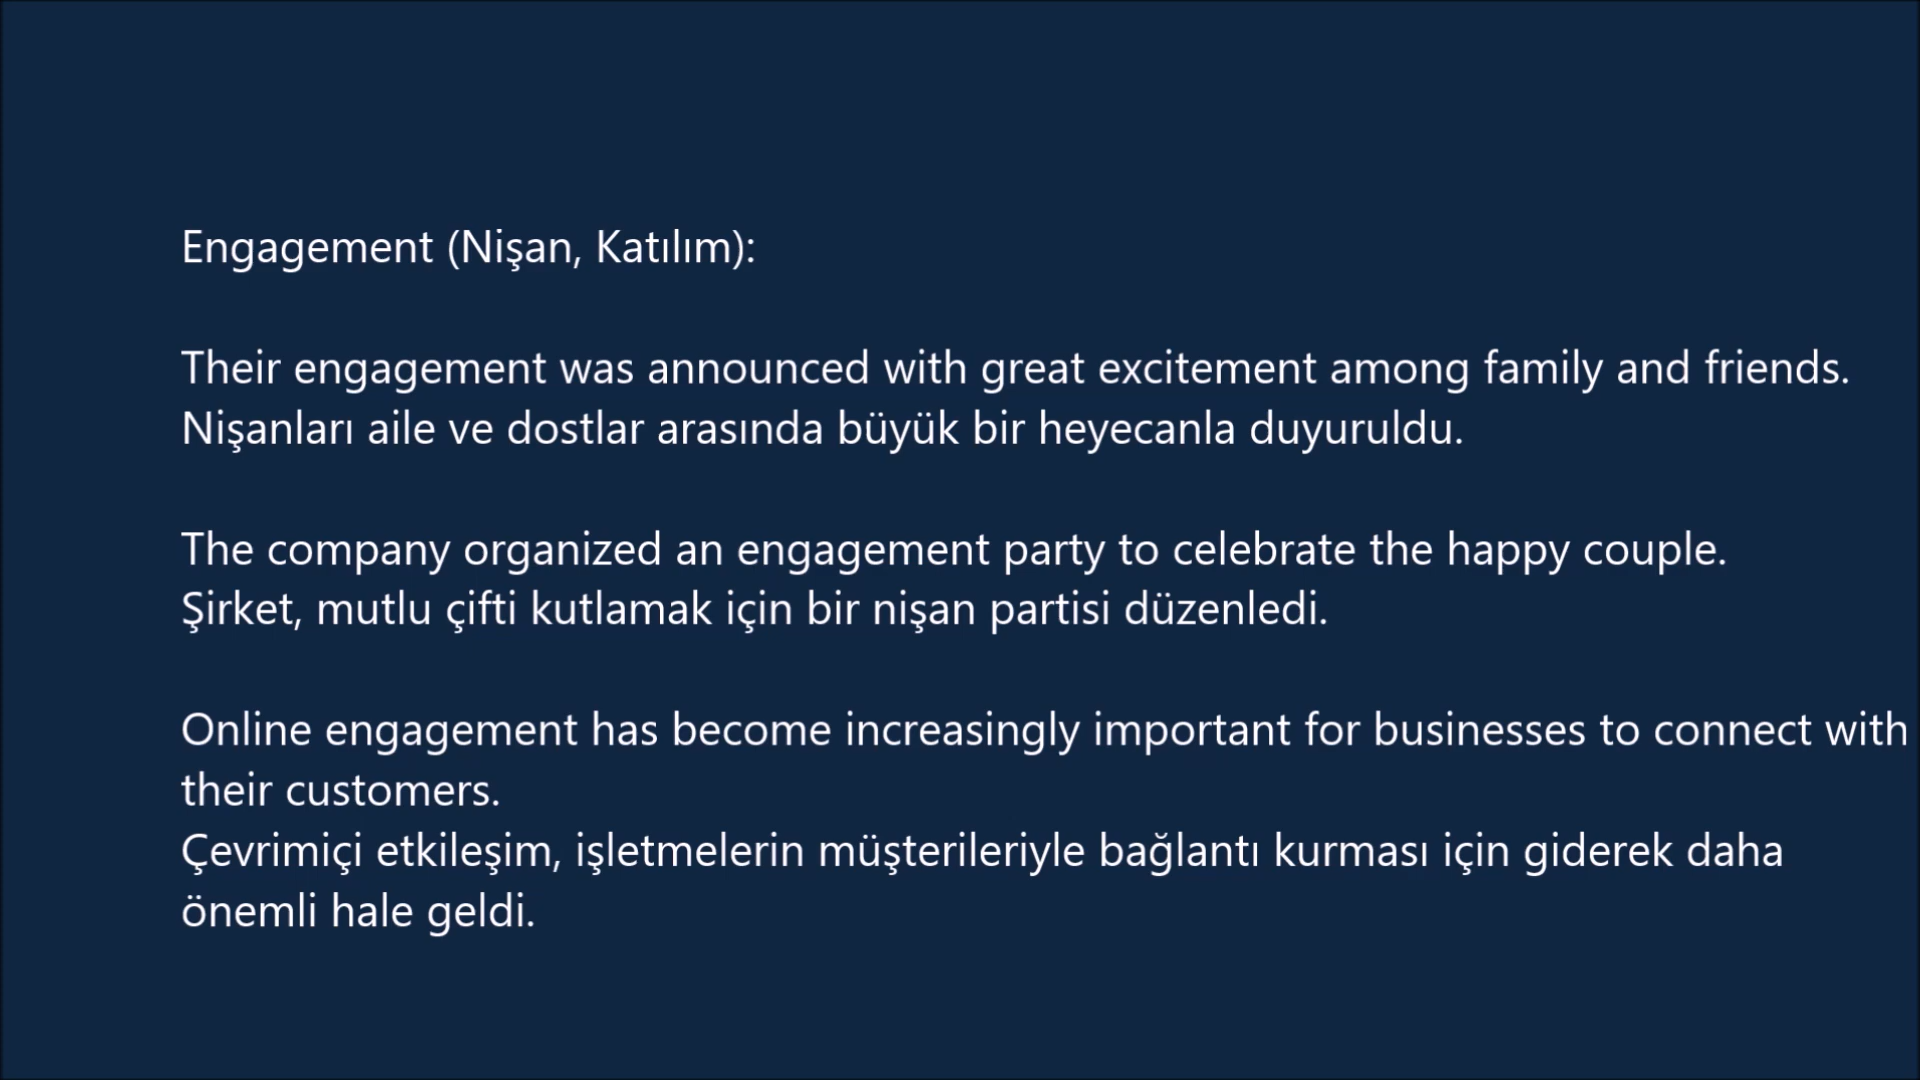 Engagement (Nişan, Katılım):
Their engagement was announced with great excitement among family and friends.
Nişanları aile ve dostlar arasında büyük bir heyecanla duyuruldu.
The company organized an engagement party to celebrate the happy couple.
Şirket, mutlu çifti kutlamak için bir nişan partisi düzenledi.
Online engagement has become increasingly important for businesses to connect with
their customers.
Çevrimiçi etkileşim, işletmelerin müşterileriyle bağlantı kurması için giderek daha
önemli hale geldi.